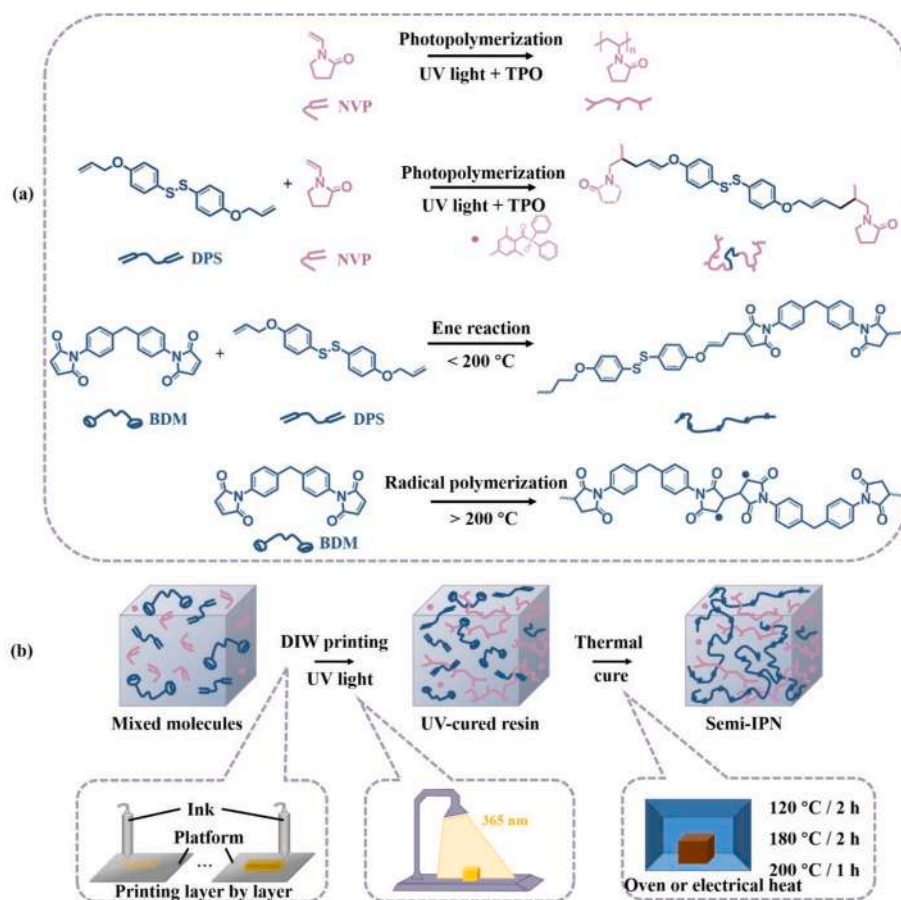 Photopolymerization
UV light + TPO
N
O
n
N
O
NVP
(a)
O
S
S
O
+
N
O
Photopolymerization
UV light + TPO
O
N
O
S
S
O
N
O
DPS
NVP
O
N
O
O
N
O
+
O
S
S
O
Ene reaction
< 200 °C
O
S
S
O
O
N
O
O
N
O
BDM
DPS
O
N
O
O
N
O
Radical polymerization
> 200 °C
O
N
O
O
N
O
O
N
O
O
N
O
BDM
(b)
DIW printing
UV light
Thermal
cure
Mixed molecules
UV-cured resin
Semi-IPN
Ink
Platform
...
Printing layer by layer
365 nm
120 °C / 2 h
180 °C / 2 h
200 °C / 1 h
Oven or electrical heat